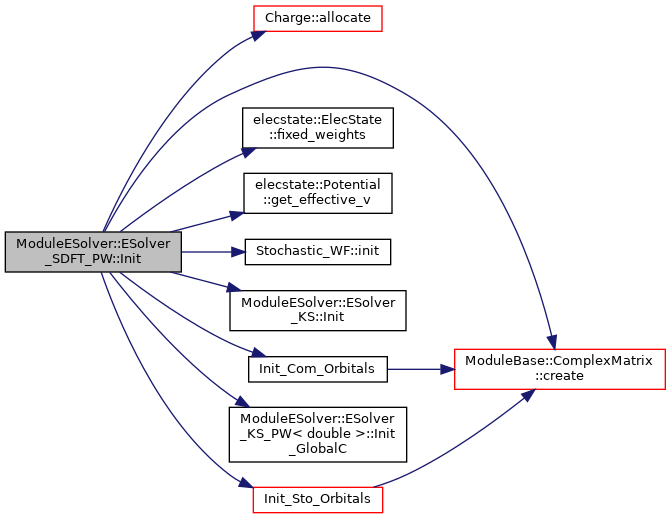 Charge::allocate
elecstate::ElecState
::fixed_weights
elecstate::Potential
::get_effective_v
ModuleESolver::ESolver
_SDFT_PW::Init
Stochastic_WF::init
ModuleESolver::ESolver
_KS::Init
Init_Com_Orbitals
ModuleBase::ComplexMatrix
::create
ModuleESolver::ESolver
_KS_PW< double >::Init
_GlobalC
Init_Sto_Orbitals